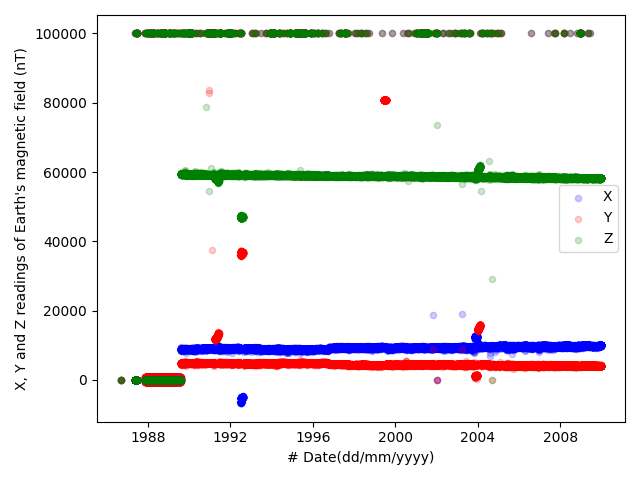 100000
80000
60000
40000
20000
0
X, Y and Z readings of Earth's magnetic field (nT)
X
Y
Z
1988 1992 1996 2000 2004 2008
# Date(dd/mm/yyyy)